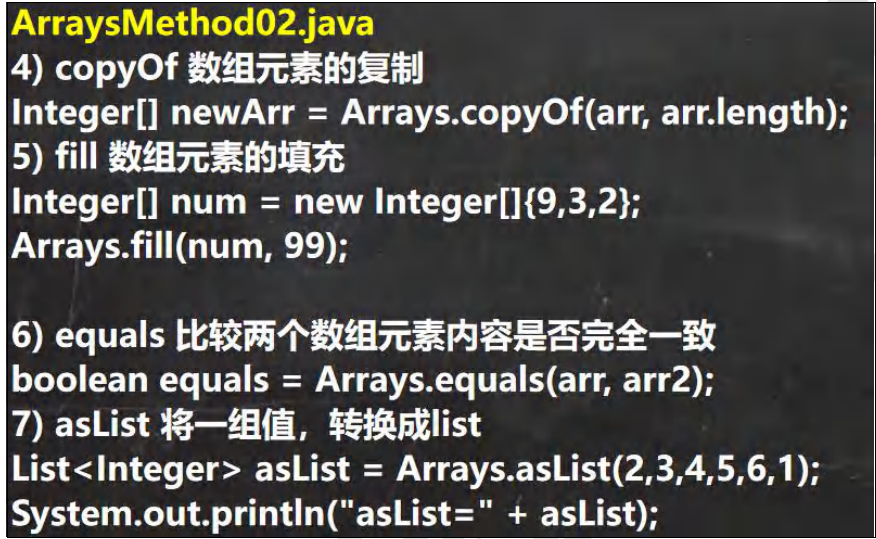 ArraysMethod02.java
4) copyOf 数组元素的复制
Integer[] newArr = Arrays.copyOf(arr, arr.length);
5) fill 数组元素的填充
Integer[] num = new Integer[]{9,3,2};
Arrays.fill(num, 99);
6) equals 比较两个数组元素内容是否完全一致
boolean equals = Arrays.equals(arr, arr2);
7) asList 将一组值，转换成list
List<Integer> asList = Arrays.asList(2,3,4,5,6,1);
System.out.println("asList=" + asList);